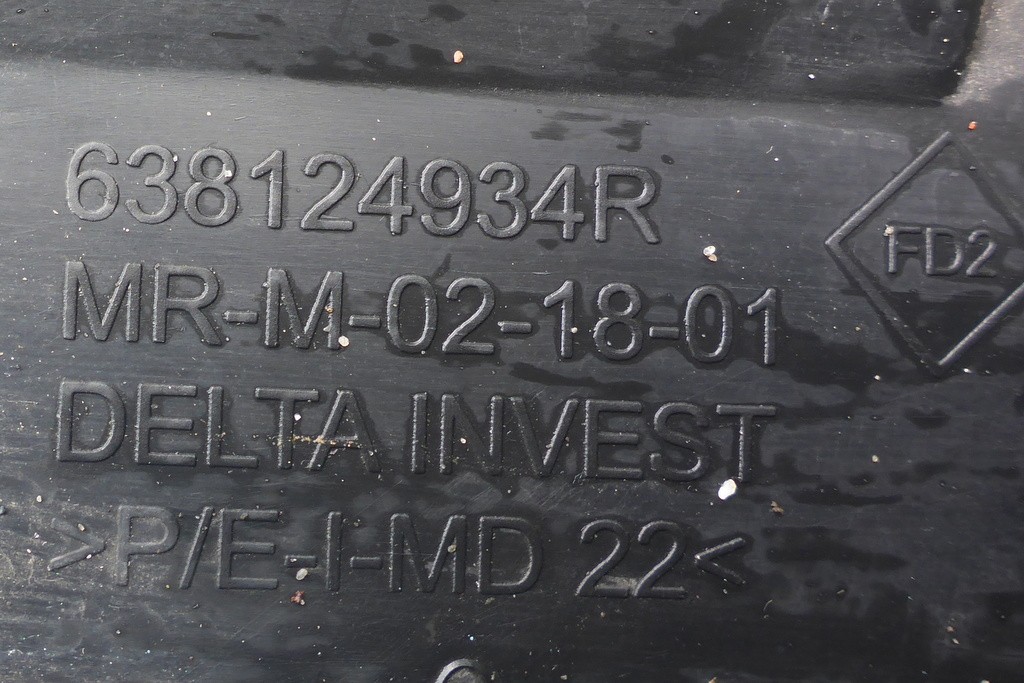 638124934R
MR-M-02-18-01
FD2
DELTA INVEST
>P/E-I-MD 22<